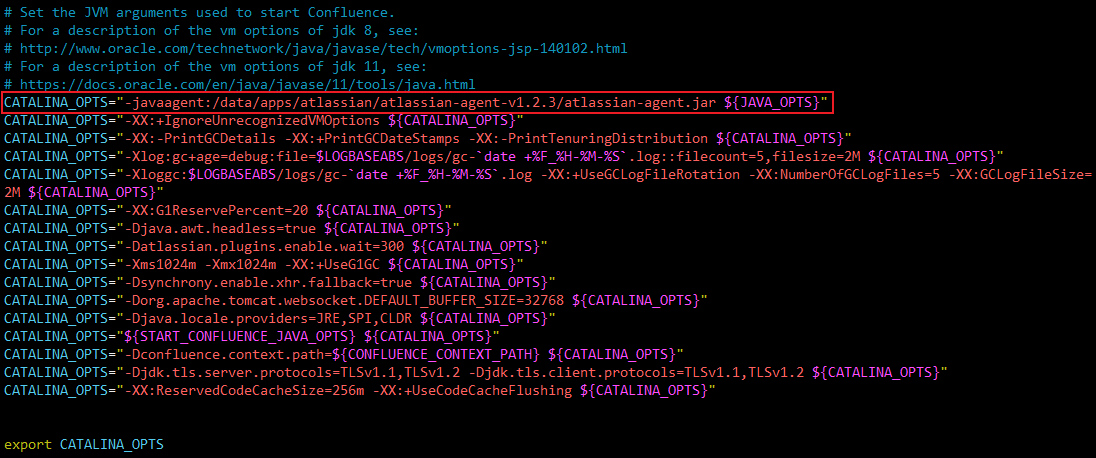 # Set the JVM arguments used to start Confluence.
# For a description of the vm options of jdk 8, see:
# http://www.oracle.com/technetwork/java/javase/tech/vmoptions-jsp-140102.html
# For a description of the vm options of jdk 11, see:
# https://docs.oracle.com/en/java/javase/11/tools/java.html
CATALINA_OPTS="-javaagent:/data/apps/atlassian/atlassian-agent-v1.2.3/atlassian-agent.jar ${JAVA_OPTS}"
CATALINA_OPTS="-XX:+IgnoreUnrecognizedVMOptions ${CATALINA_OPTS}"
CATALINA_OPTS="-XX:-PrintGCDetails -XX:+PrintGCDateStamps -XX:-PrintTenuringDistribution ${CATALINA_OPTS}"
CATALINA_OPTS="-Xlog:gc+age=debug:file=$LOGBASEABS/logs/gc-`date +%F_%H-%M-%S`.log::filecount=5,filesize=2M ${CATALINA_OPTS}"
CATALINA_OPTS="-Xloggc:$LOGBASEABS/logs/gc-`date +%F_%H-%M-%S`.log -XX:+UseGCLogFileRotation -XX:NumberOfGCLogFiles=5 -XX:GCLogFileSize=
2M ${CATALINA_OPTS}"
CATALINA_OPTS="-XX:G1ReservePercent=20 ${CATALINA_OPTS}"
CATALINA_OPTS="-Djava.awt.headless=true ${CATALINA_OPTS}"
CATALINA_OPTS="-Datlassian.plugins.enable.wait=300 ${CATALINA_OPTS}"
CATALINA_OPTS="-Xms1024m -Xmx1024m -XX:+UseG1GC ${CATALINA_OPTS}"
CATALINA_OPTS="-Dsynchrony.enable.xhr.fallback=true ${CATALINA_OPTS}"
CATALINA_OPTS="-Dorg.apache.tomcat.websocket.DEFAULT_BUFFER_SIZE=32768 ${CATALINA_OPTS}"
CATALINA_OPTS="-Djava.locale.providers=JRE,SPI,CLDR ${CATALINA_OPTS}"
CATALINA_OPTS="${START_CONFLUENCE_JAVA_OPTS} ${CATALINA_OPTS}"
CATALINA_OPTS="-Dconfluence.context.path=${CONFLUENCE_CONTEXT_PATH} ${CATALINA_OPTS}"
CATALINA_OPTS="-Djdk.tls.server.protocols=TLSv1.1,TLSv1.2 -Djdk.tls.client.protocols=TLSv1.1,TLSv1.2 ${CATALINA_OPTS}"
CATALINA_OPTS="-XX:ReservedCodeCacheSize=256m -XX:+UseCodeCacheFlushing ${CATALINA_OPTS}"
export CATALINA_OPTS